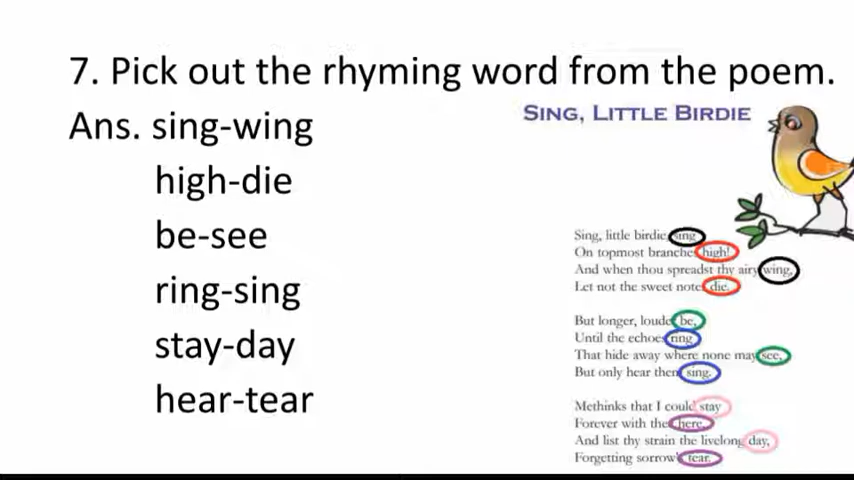 7. Pick out the rhyming word from the poem.
Ans. sing-wing
high-die
be-see
ring-sing
stay-day
hear-tear
SING, LITTLE BIRDIE
Sing, little birdie, sing
On topmost branches high!
And when thou spreadst thy airy wing,
Let not the sweet note die.
But longer, louder be,
Until the echoes ring
That hide away where none may see,
But only hear then sing.
Methinks that I could stay
Forever with thee here,
And list thy strain the livelong day,
Forgetting sorrow's tear.